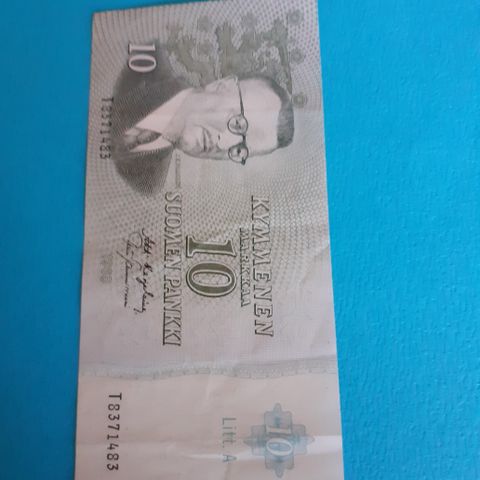 10
T8371483
KYMMENEN
MARKKAA
10
SUOMEN PANKKI
T8371483
Litt. A
10